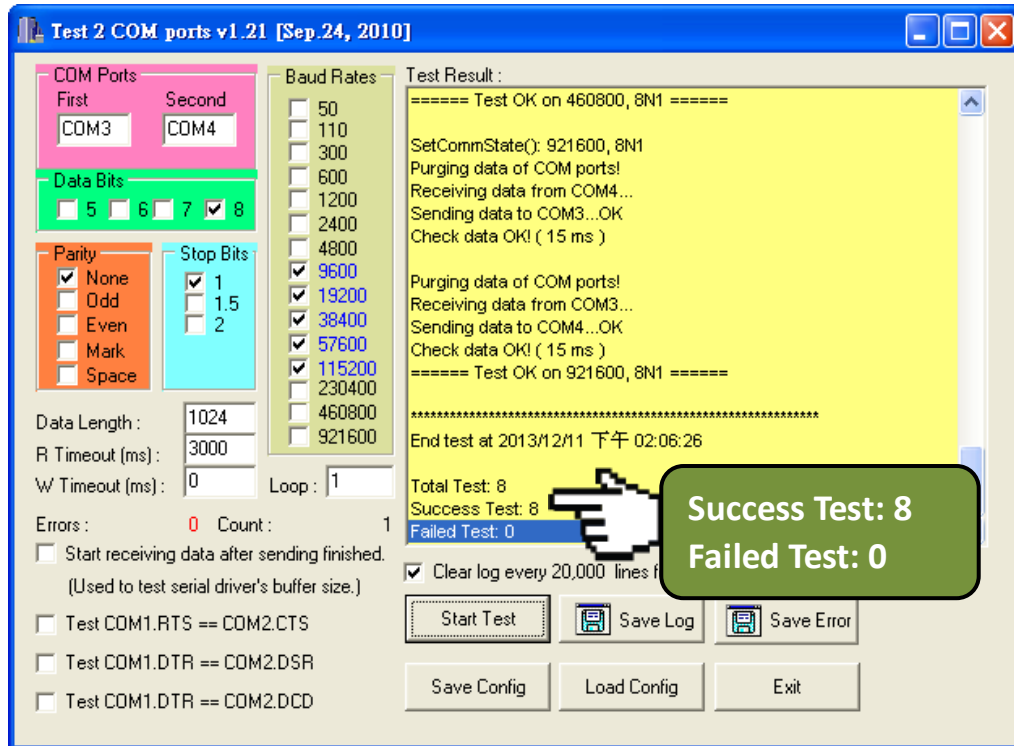 Test 2 COM ports v1.21 [Sep.24, 2010]
COM Ports
First Second
COM3 COM4
Data Bits
5 6 7 8
Parity
None
Odd
Even
Mark
Space
Stop Bits
1
1.5
2
Baud Rates
50
110
300
600
1200
2400
4800
9600
19200
38400
57600
115200
230400
460800
921600
Data Length : 1024
R Timeout (ms) : 3000
W Timeout (ms) : 0
Loop : 1
Errors : 0 Count : 1
Start receiving data after sending finished.
(Used to test serial driver's buffer size.)
Test COM1.RTS == COM2.CTS
Test COM1.DTR == COM2.DSR
Test COM1.DTR == COM2.DCD
Test Result :
====== Test OK on 460800, 8N1 ======
SetCommState(): 921600, 8N1
Purging data of COM ports!
Receiving data from COM4...
Sending data to COM3...OK
Check data OK! ( 15 ms )
Purging data of COM ports!
Receiving data from COM3...
Sending data to COM4...OK
Check data OK! ( 15 ms )
====== Test OK on 921600, 8N1 ======
******************************************************************
End test at 2013/12/11 下午 02:06:26
Total Test: 8
Success Test: 8
Failed Test: 0
Success Test: 8
Failed Test: 0
Clear log every 20,000 lines
Start Test Save Log Save Error
Save Config Load Config Exit